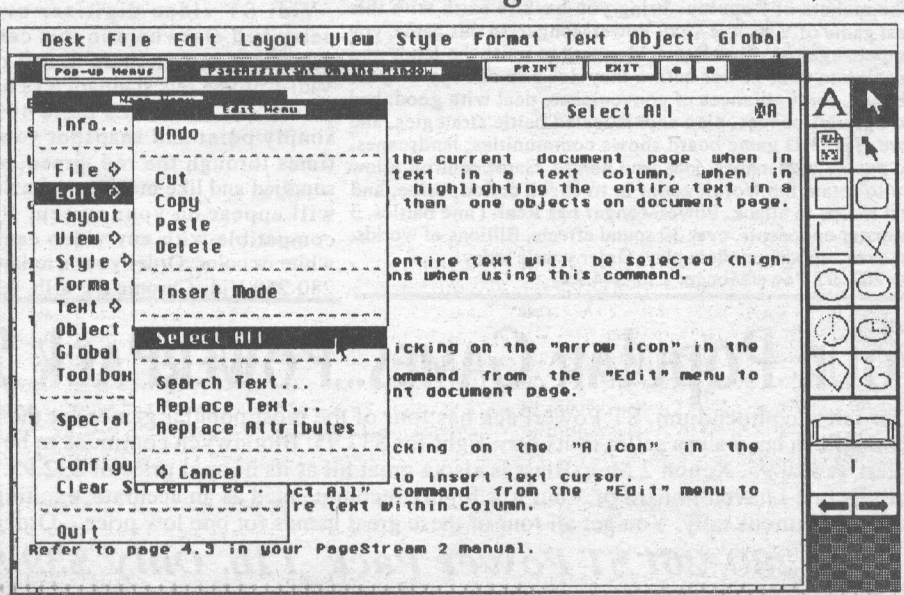 Desk File Edit Layout View Style Format Text Object Global
Pop-up Menus PageAssistant Online Window PRINT EXIT
Main Menu
Edit Menu
Select All
Info
File
Edit
Layout
View
Style
Format
Text
Object
Global
Toolbox
Special
Configu
Clear Screen Area
Quit
Undo
Cut
Copy
Paste
Insert Mode
Select All
Search Text...
Replace Text...
Replace Attributes
Cancel
the current document page when in
text in a text column, when in
highlighting the entire text in a
than one objects on document page.
entire text will be selected (high-
ons when using this command.
icking on the "Arrow icon" in the
ommand from the "Edit" menu to
nt document page.
cking on the "A icon" in the
to insert text cursor.
ct All" command from the "Edit" menu to
re text within column.
Refer to page 4.3 in your PageStream 2 manual.
A